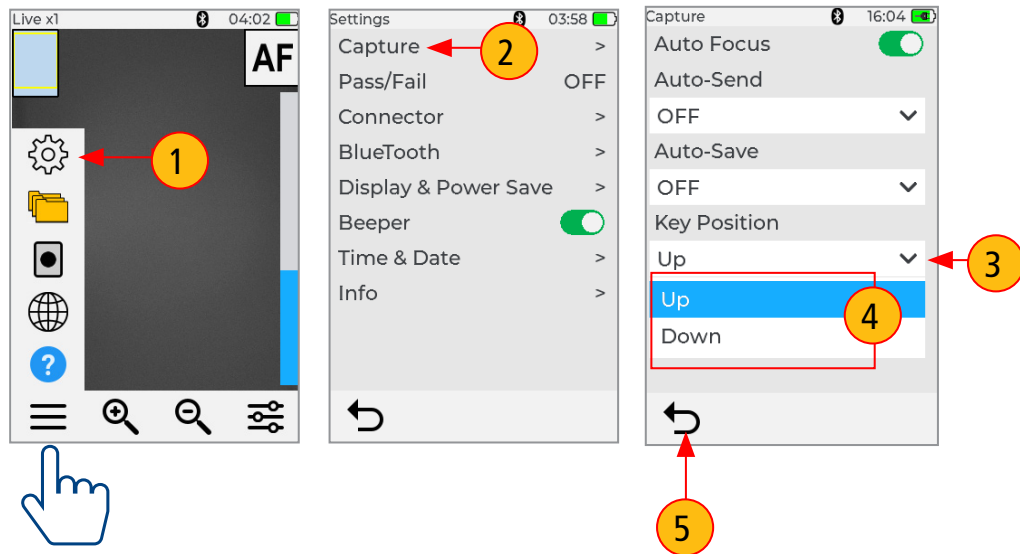 Live x1 04:02
AF
1
?
Settings 03:58
Capture >
2
Pass/Fail OFF
Connector >
BlueTooth >
Display & Power Save >
Beeper
Time & Date >
Info >
Capture 16:04
Auto Focus
Auto-Send
OFF
Auto-Save
OFF
Key Position
Up
3
Up
4
Down
5